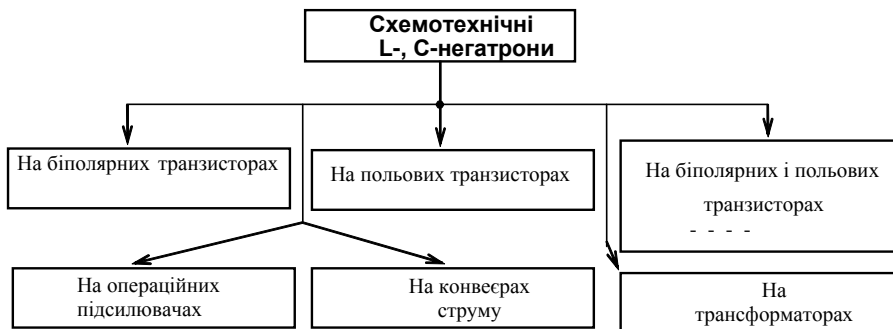 Схемотехнічні
L-, С-негатрони
На біполярних транзисторах
На польових транзисторах
На біполярних і польових
транзисторах
- - - -
На операційних
підсилювачах
На конвеєрах
струму
На
трансформаторах